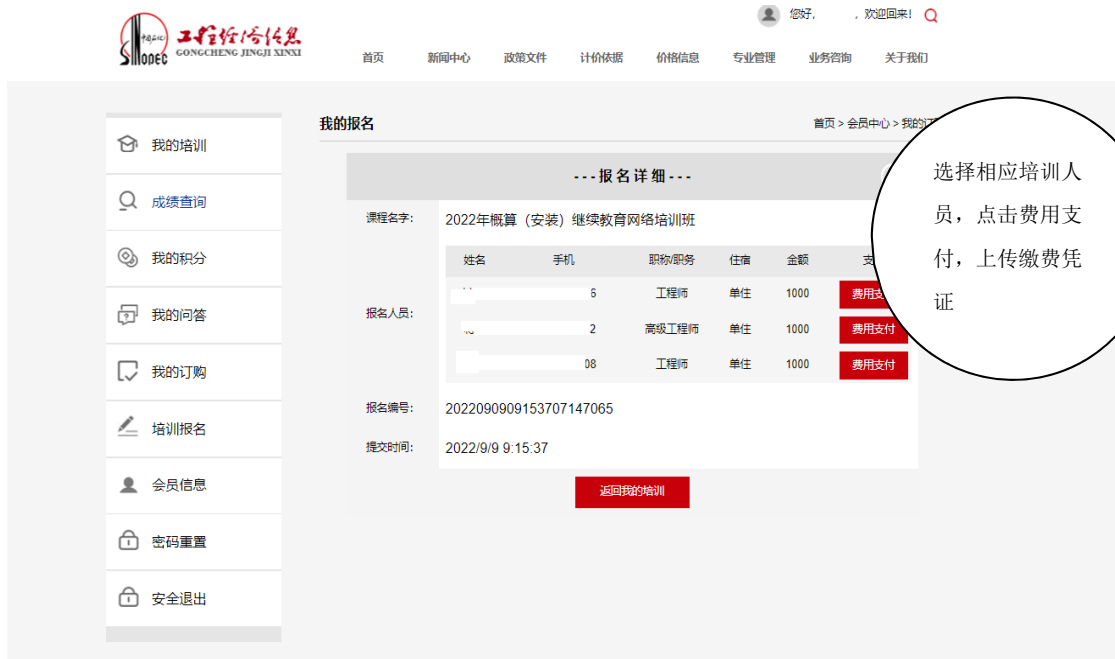 您好, , 欢迎回来!
中国石化
SINOPEC
工程经济信息
GONGCHENG JINGJI XINXI
首页 新闻中心 政策文件 计价依据 价格信息 专业管理 业务咨询 关于我们
我的培训
成绩查询
我的积分
我的问答
我的订购
培训报名
会员信息
密码重置
安全退出
我的报名
首页 > 会员中心 > 我的订
---报名详细---
课程名字: 2022年概算（安装）继续教育网络培训班
报名人员:
姓名 手机 职称/职务 住宿 金额 支
6 工程师 单住 1000 费用支
2 高级工程师 单住 1000 费用支付
08 工程师 单住 1000 费用支付
报名编号: 2022090909153707147065
提交时间: 2022/9/9 9:15:37
返回我的培训
选择相应培训人
员，点击费用支
付，上传缴费凭
证